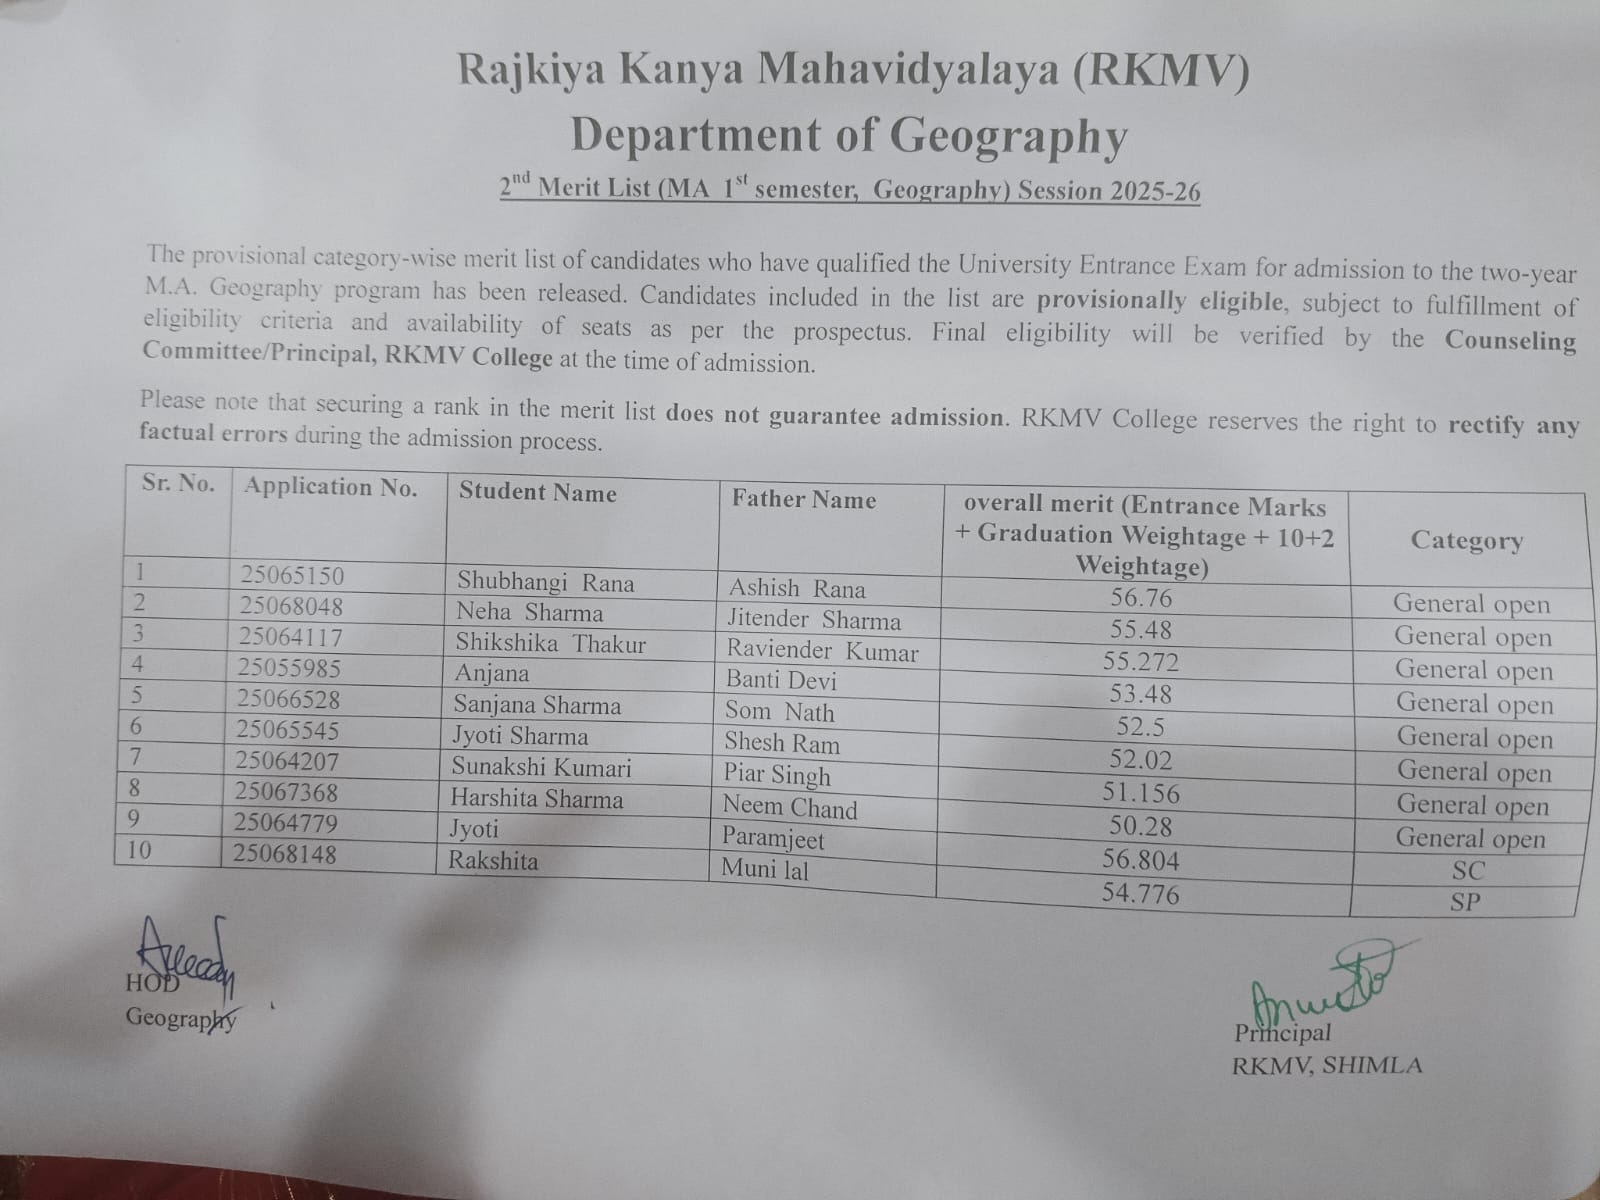 Rajkiya Kanya Mahavidyalaya (RKMV)
Department of Geography
2nd Merit List (MA 1st semester, Geography) Session 2025-26
The provisional category-wise merit list of candidates who have qualified the University Entrance Exam for admission to the two-year
M.A. Geography program has been released. Candidates included in the list are provisionally eligible, subject to fulfillment of
eligibility criteria and availability of seats as per the prospectus. Final eligibility will be verified by the Counseling
Committee/Principal, RKMV College at the time of admission.
Please note that securing a rank in the merit list does not guarantee admission. RKMV College reserves the right to rectify any
factual errors during the admission process.
Sr. No. Application No. Student Name Father Name overall merit (Entrance Marks + Graduation Weightage + 10+2 Weightage) Category
1 25065150 Shubhangi Rana Ashish Rana 56.76 General open
2 25068048 Neha Sharma Jitender Sharma 55.48 General open
3 25064117 Shikshika Thakur Raviender Kumar 55.272 General open
4 25055985 Anjana Banti Devi 53.48 General open
5 25066528 Sanjana Sharma Som Nath 52.5 General open
6 25065545 Jyoti Sharma Shesh Ram 52.02 General open
7 25064207 Sunakshi Kumari Piar Singh 51.156 General open
8 25067368 Harshita Sharma Neem Chand 50.28 General open
9 25064779 Jyoti Paramjeet 56.804 SC
10 25068148 Rakshita Muni lal 54.776 SP
HOD
Geography
Principal
RKMV, SHIMLA